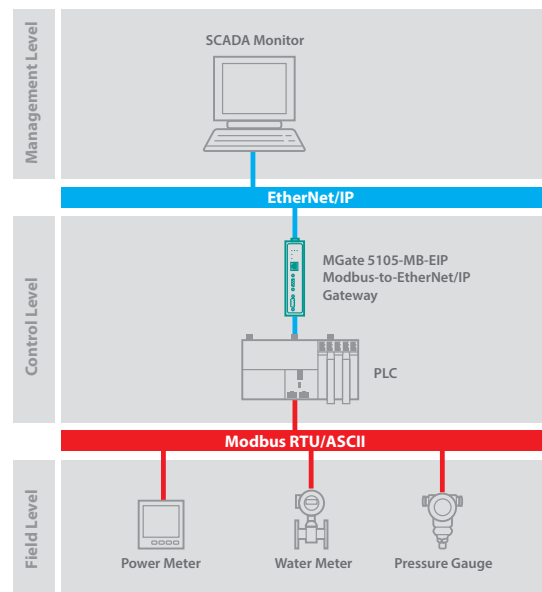 Management Level
SCADA Monitor
EtherNet/IP
Control Level
MGate 5105-MB-EIP
Modbus-to-EtherNet/IP
Gateway
PLC
Modbus RTU/ASCII
Field Level
Power Meter
Water Meter
Pressure Gauge